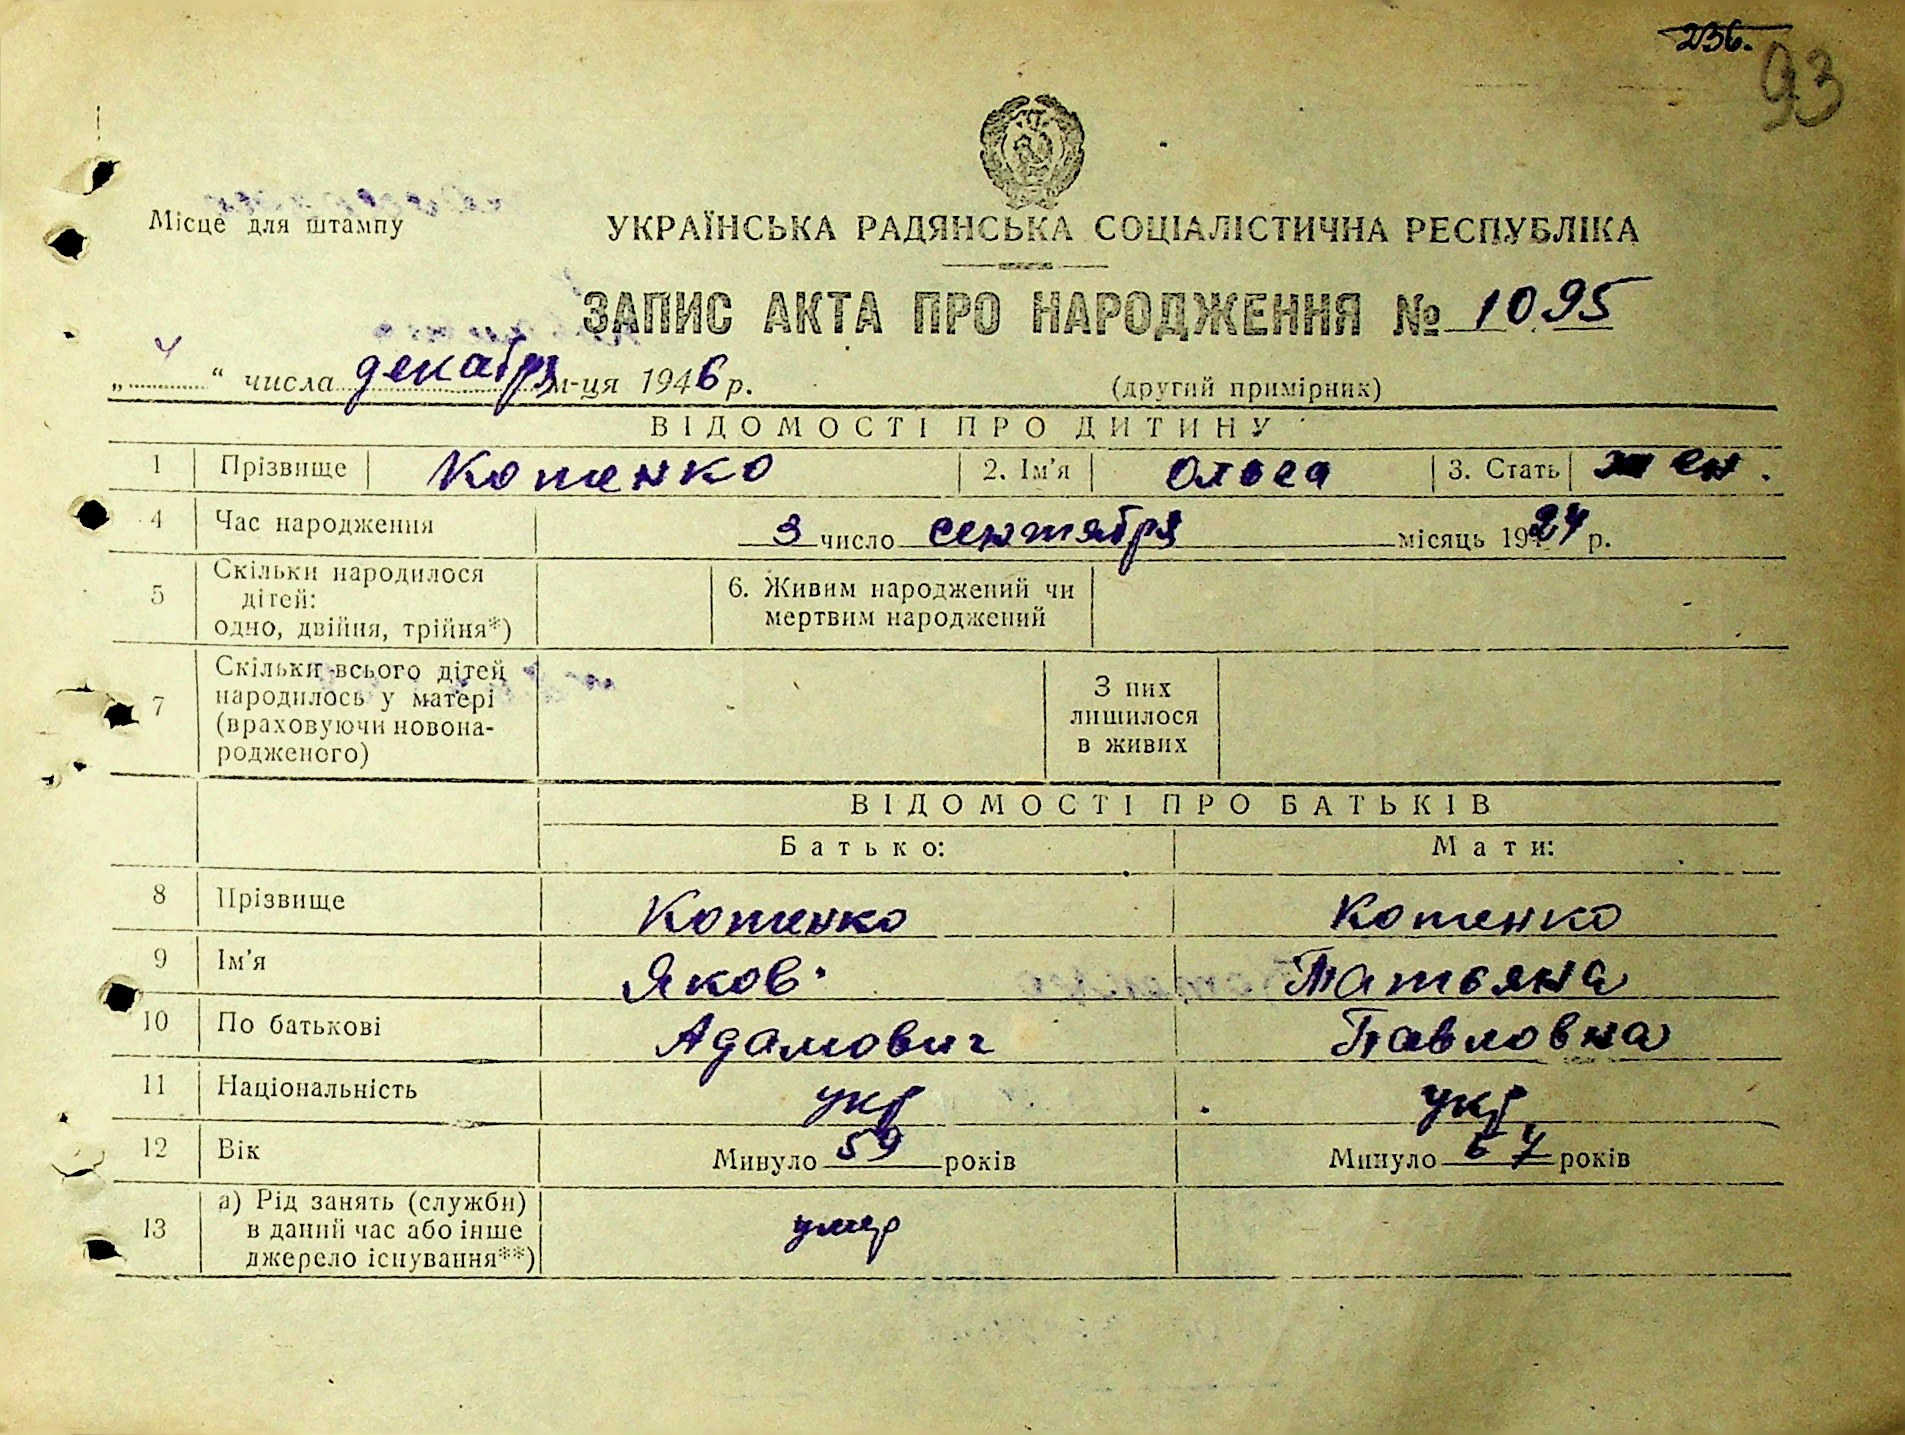 236.
93
Місце для штампу
УКРАЇНСЬКА РАДЯНСЬКА СОЦІАЛІСТИЧНА РЕСПУБЛІКА
ЗАПИС АКТА ПРО НАРОДЖЕННЯ № 1095
„ 4 “ числа декабря м-ця 1946 р.
(другий примірник)
ВІДОМОСТІ ПРО ДИТИНУ
1 Прізвище Котенко 2. Ім'я Ольга 3. Стать жен.
4 Час народження 3 число сентября місяць 1924 р.
5 Скільки народилося дітей: одно, двійня, трійня*) 6. Живим народжений чи мертвим народжений
7 Скільки всього дітей народилось у матері (враховуючи новонародженого) З них лишилося в живих
ВІДОМОСТІ ПРО БАТЬКІВ
Батько: Мати:
8 Прізвище Котенко Котенко
9 Ім'я Яков Татьяна
10 По батькові Адамович Павловна
11 Національність укр укр
12 Вік Минуло 59 років Минуло 64 років
13 а) Рід занять (служби) в даний час або інше джерело існування**) умер